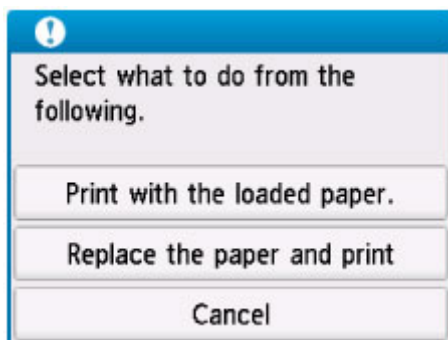 Select what to do from the
following.
Print with the loaded paper.
Replace the paper and print
Cancel